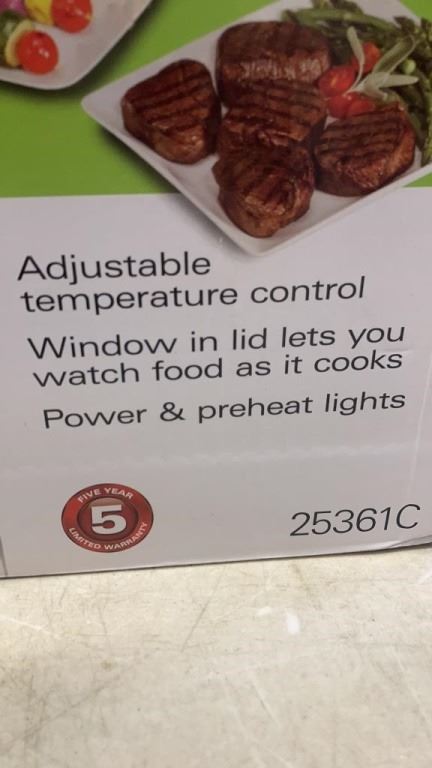 Adjustable
temperature control
Window in lid lets you
watch food as it cooks
Power & preheat lights
FIVE YEAR
5
LIMITED WARRANTY
25361C